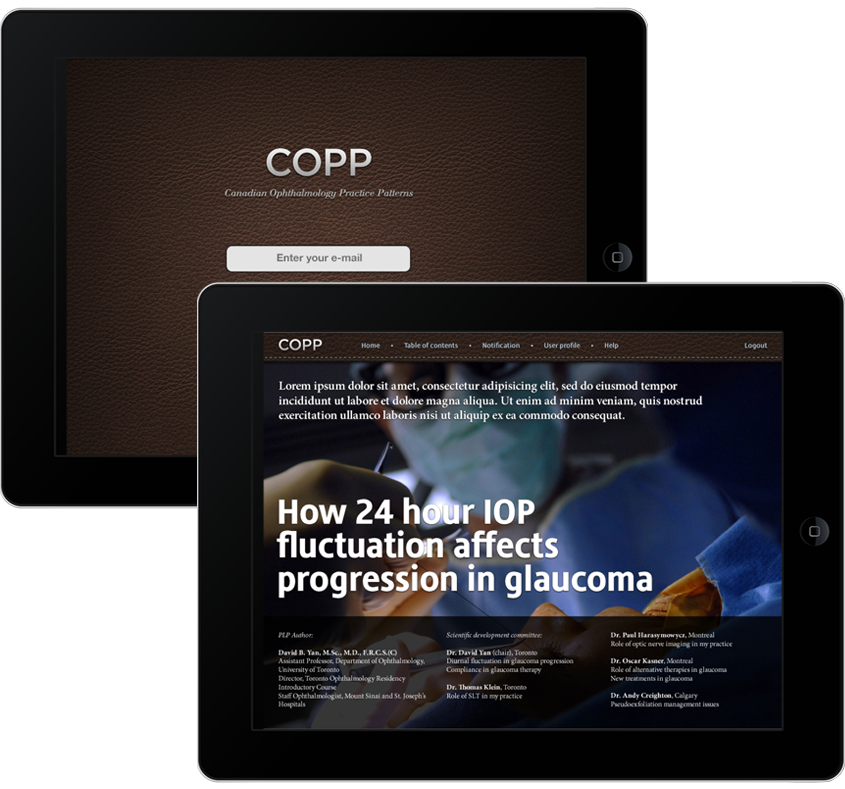 COPP
Canadian Ophthalmology Practice Patterns
Enter your e-mail
COPP
Home • Table of contents • Notification • User profile • Help
Logout
Lorem ipsum dolor sit amet, consectetur adipisicing elit, sed do eiusmod tempor
incididunt ut labore et dolore magna aliqua. Ut enim ad minim veniam, quis nostrud
exercitation ullamco laboris nisi ut aliquip ex ea commodo consequat.
How 24 hour IOP
fluctuation affects
progression in glaucoma
PLP Author:
David B. Yan, M.Sc., M.D., F.R.C.S.(C)
Assistant Professor, Department of Ophthalmology,
University of Toronto
Director, Toronto Ophthalmology Residency
Introductory Course
Staff Ophthalmologist, Mount Sinai and St. Joseph's
Hospitals
Scientific development committee:
Dr. David Yan (chair), Toronto
Diurnal fluctuation in glaucoma progression
Compliance in glaucoma therapy
Dr. Thomas Klein, Toronto
Role of SLT in my practice
Dr. Paul Harasymowycz, Montreal
Role of optic nerve imaging in my practice
Dr. Oscar Kasner, Montreal
Role of alternative therapies in glaucoma
New treatments in glaucoma
Dr. Andy Creighton, Calgary
Pseudoexfoliation management issues